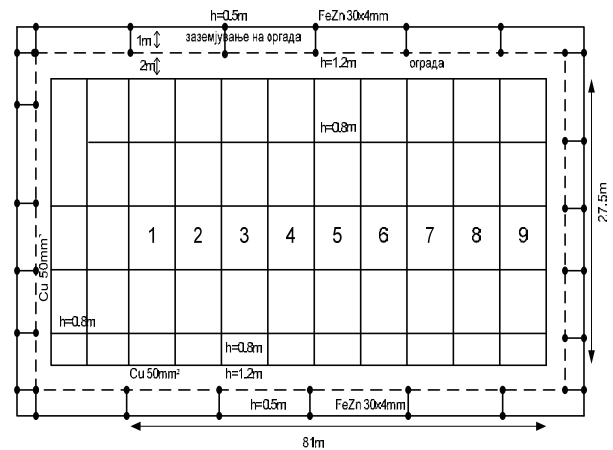 h=0.5m FeZn 30x4mm
1m заземјување на оргада
2m h=1.2m ограда
h=0.8m
27.5m
1 2 3 4 5 6 7 8 9
Cu 50mm²
h=0.8m
h=0.8m
Cu 50mm² h=1.2m
h=0.5m FeZn 30x4mm
81m